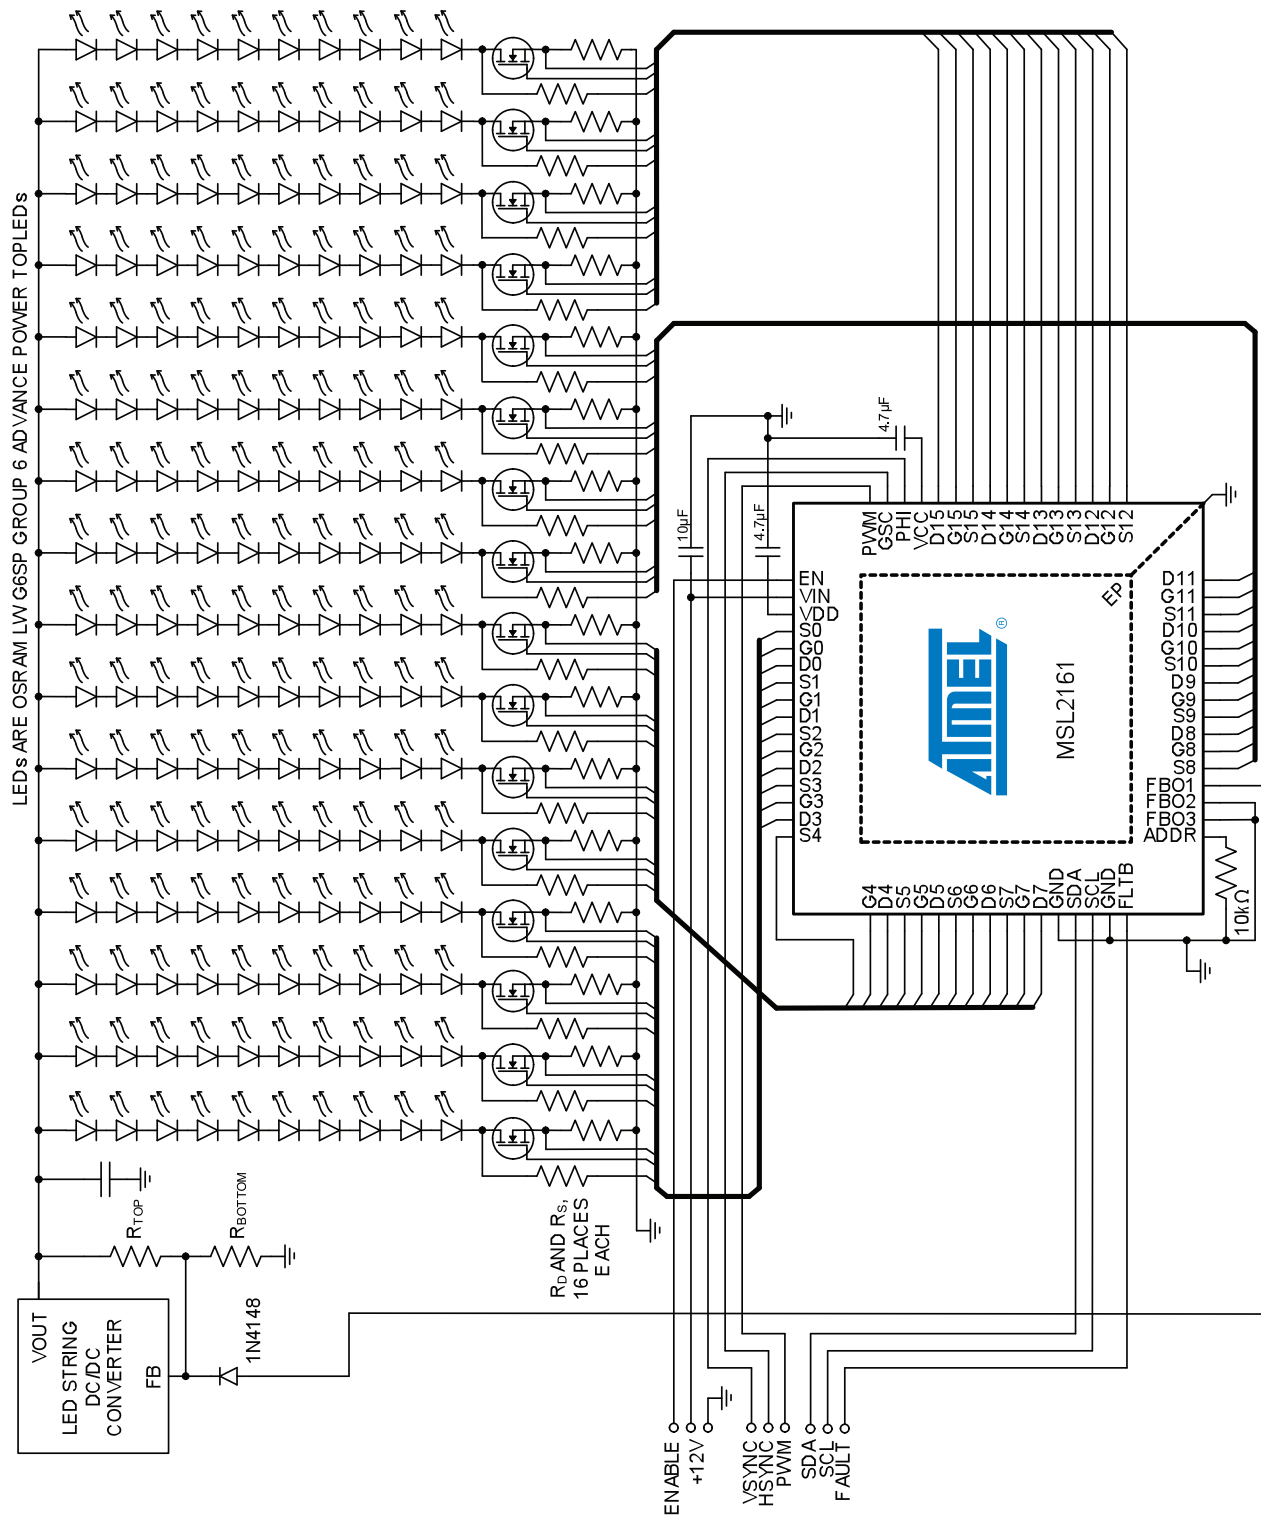 LEDs ARE OSRAM LW G6SP GROUP 6 ADVANCE POWER TOPLEDs
VOUT
LED STRING
DC/DC
CONVERTER
FB
1N4148
RTOP
RBOTTOM
RD AND RS,
16 PLACES
EACH
ENABLE
+12V
VSYNC
HSYNC
PWM
SDA
SCL
FAULT
10µF
4.7µF
4.7µF
PWM
GSC
PHI
VCC
D15
G15
S15
D14
G14
S14
D13
G13
S13
D12
G12
S12
EN
VIN
VDD
S0
G0
D0
S1
G1
D1
S2
G2
D2
S3
G3
D3
S4
EP
ATMEL
®
MSL2161
D11
G11
S11
D10
G10
S10
D9
G9
S9
D8
G8
S8
FBO1
FBO2
FBO3
ADDR
G4
D4
S5
G5
D5
S6
G6
D6
S7
G7
D7
GND
SDA
SCL
GND
FLTB
10kΩ